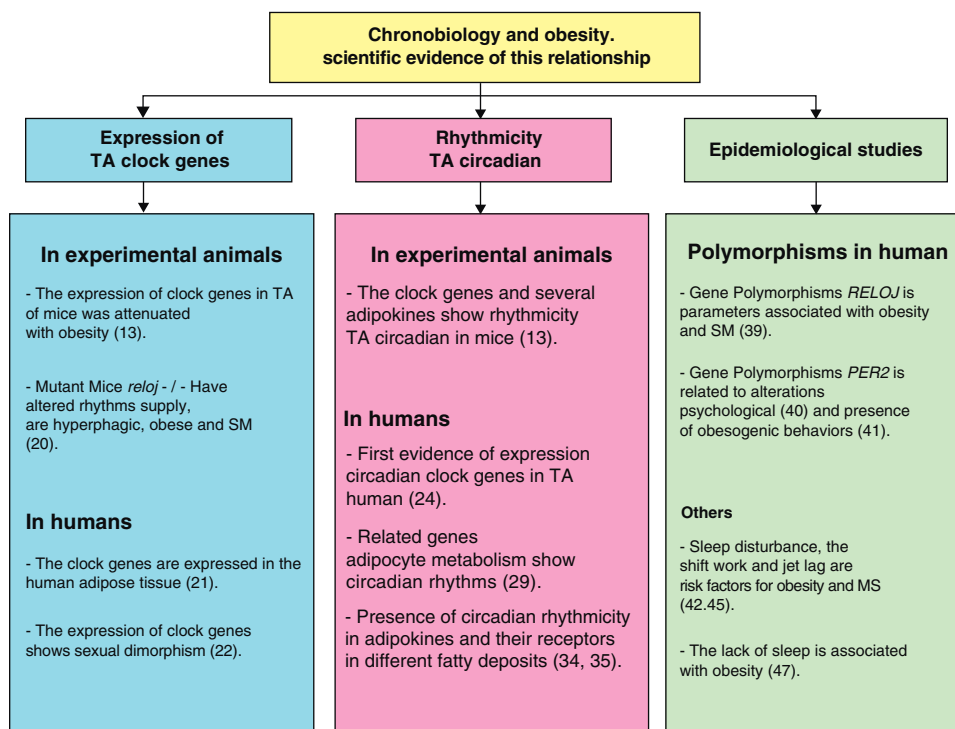 Chronobiology and obesity.
scientific evidence of this relationship
Expression of
TA clock genes
Rhythmicity
TA circadian
Epidemiological studies
In experimental animals
- The expression of clock genes in TA
of mice was attenuated
with obesity (13).
- Mutant Mice reloj - / - Have
altered rhythms supply,
are hyperphagic, obese and SM
(20).
In humans
- The clock genes are expressed in the
human adipose tissue (21).
- The expression of clock genes
shows sexual dimorphism (22).
In experimental animals
- The clock genes and several
adipokines show rhythmicity
TA circadian in mice (13).
In humans
- First evidence of expression
circadian clock genes in TA
human (24).
- Related genes
adipocyte metabolism show
circadian rhythms (29).
- Presence of circadian rhythmicity
in adipokines and their receptors
in different fatty deposits (34, 35).
Polymorphisms in human
- Gene Polymorphisms RELOJ is
parameters associated with obesity
and SM (39).
- Gene Polymorphisms PER2 is
related to alterations
psychological (40) and presence
of obesogenic behaviors (41).
Others
- Sleep disturbance, the
shift work and jet lag are
risk factors for obesity and MS
(42.45).
- The lack of sleep is associated
with obesity (47).